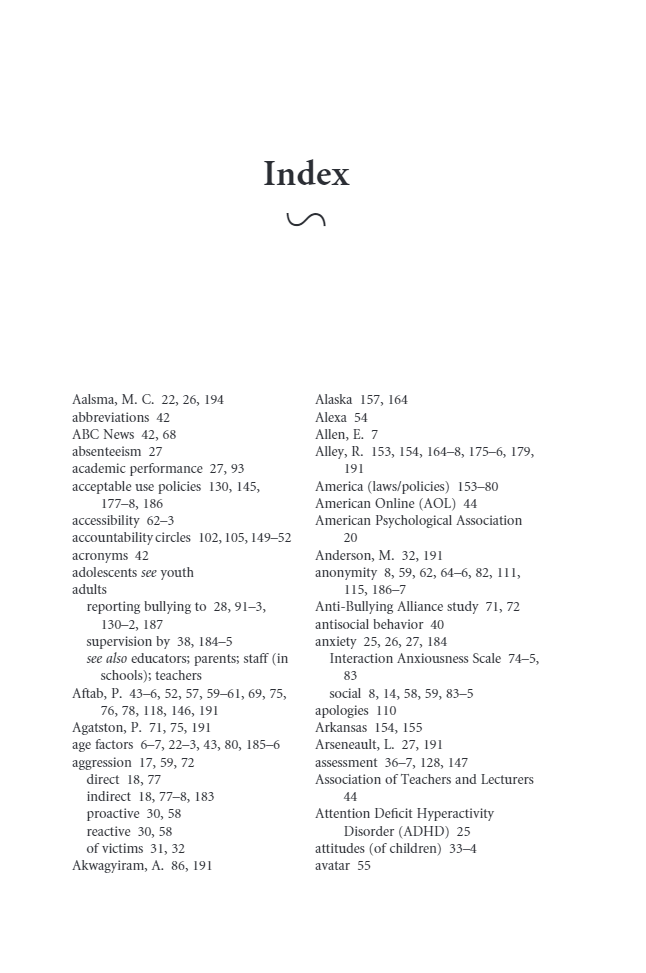 Index
Aalsma, M. C. 22, 26, 194
abbreviations 42
ABC News 42, 68
absenteeism 27
academic performance 27, 93
acceptable use policies 130, 145,
177–8, 186
accessibility 62–3
accountability circles 102, 105, 149–52
acronyms 42
adolescents see youth
adults
reporting bullying to 28, 91–3,
130–2, 187
supervision by 38, 184–5
see also educators; parents; staff (in
schools); teachers
Aftab, P. 43–6, 52, 57, 59–61, 69, 75,
76, 78, 118, 146, 191
Agatston, P. 71, 75, 191
age factors 6–7, 22–3, 43, 80, 185–6
aggression 17, 59, 72
direct 18, 77
indirect 18, 77–8, 183
proactive 30, 58
reactive 30, 58
of victims 31, 32
Akwagyiram, A. 86, 191
Alaska 157, 164
Alexa 54
Allen, E. 7
Alley, R. 153, 154, 164–8, 175–6, 179,
191
America (laws/policies) 153–80
American Online (AOL) 44
American Psychological Association
20
Anderson, M. 32, 191
anonymity 8, 59, 62, 64–6, 82, 111,
115, 186–7
Anti-Bullying Alliance study 71, 72
antisocial behavior 40
anxiety 25, 26, 27, 184
Interaction Anxiousness Scale 74–5,
83
social 8, 14, 58, 59, 83–5
apologies 110
Arkansas 154, 155
Arseneault, L. 27, 191
assessment 36–7, 128, 147
Association of Teachers and Lecturers
44
Attention Deficit Hyperactivity
Disorder (ADHD) 25
attitudes (of children) 33–4
avatar 55